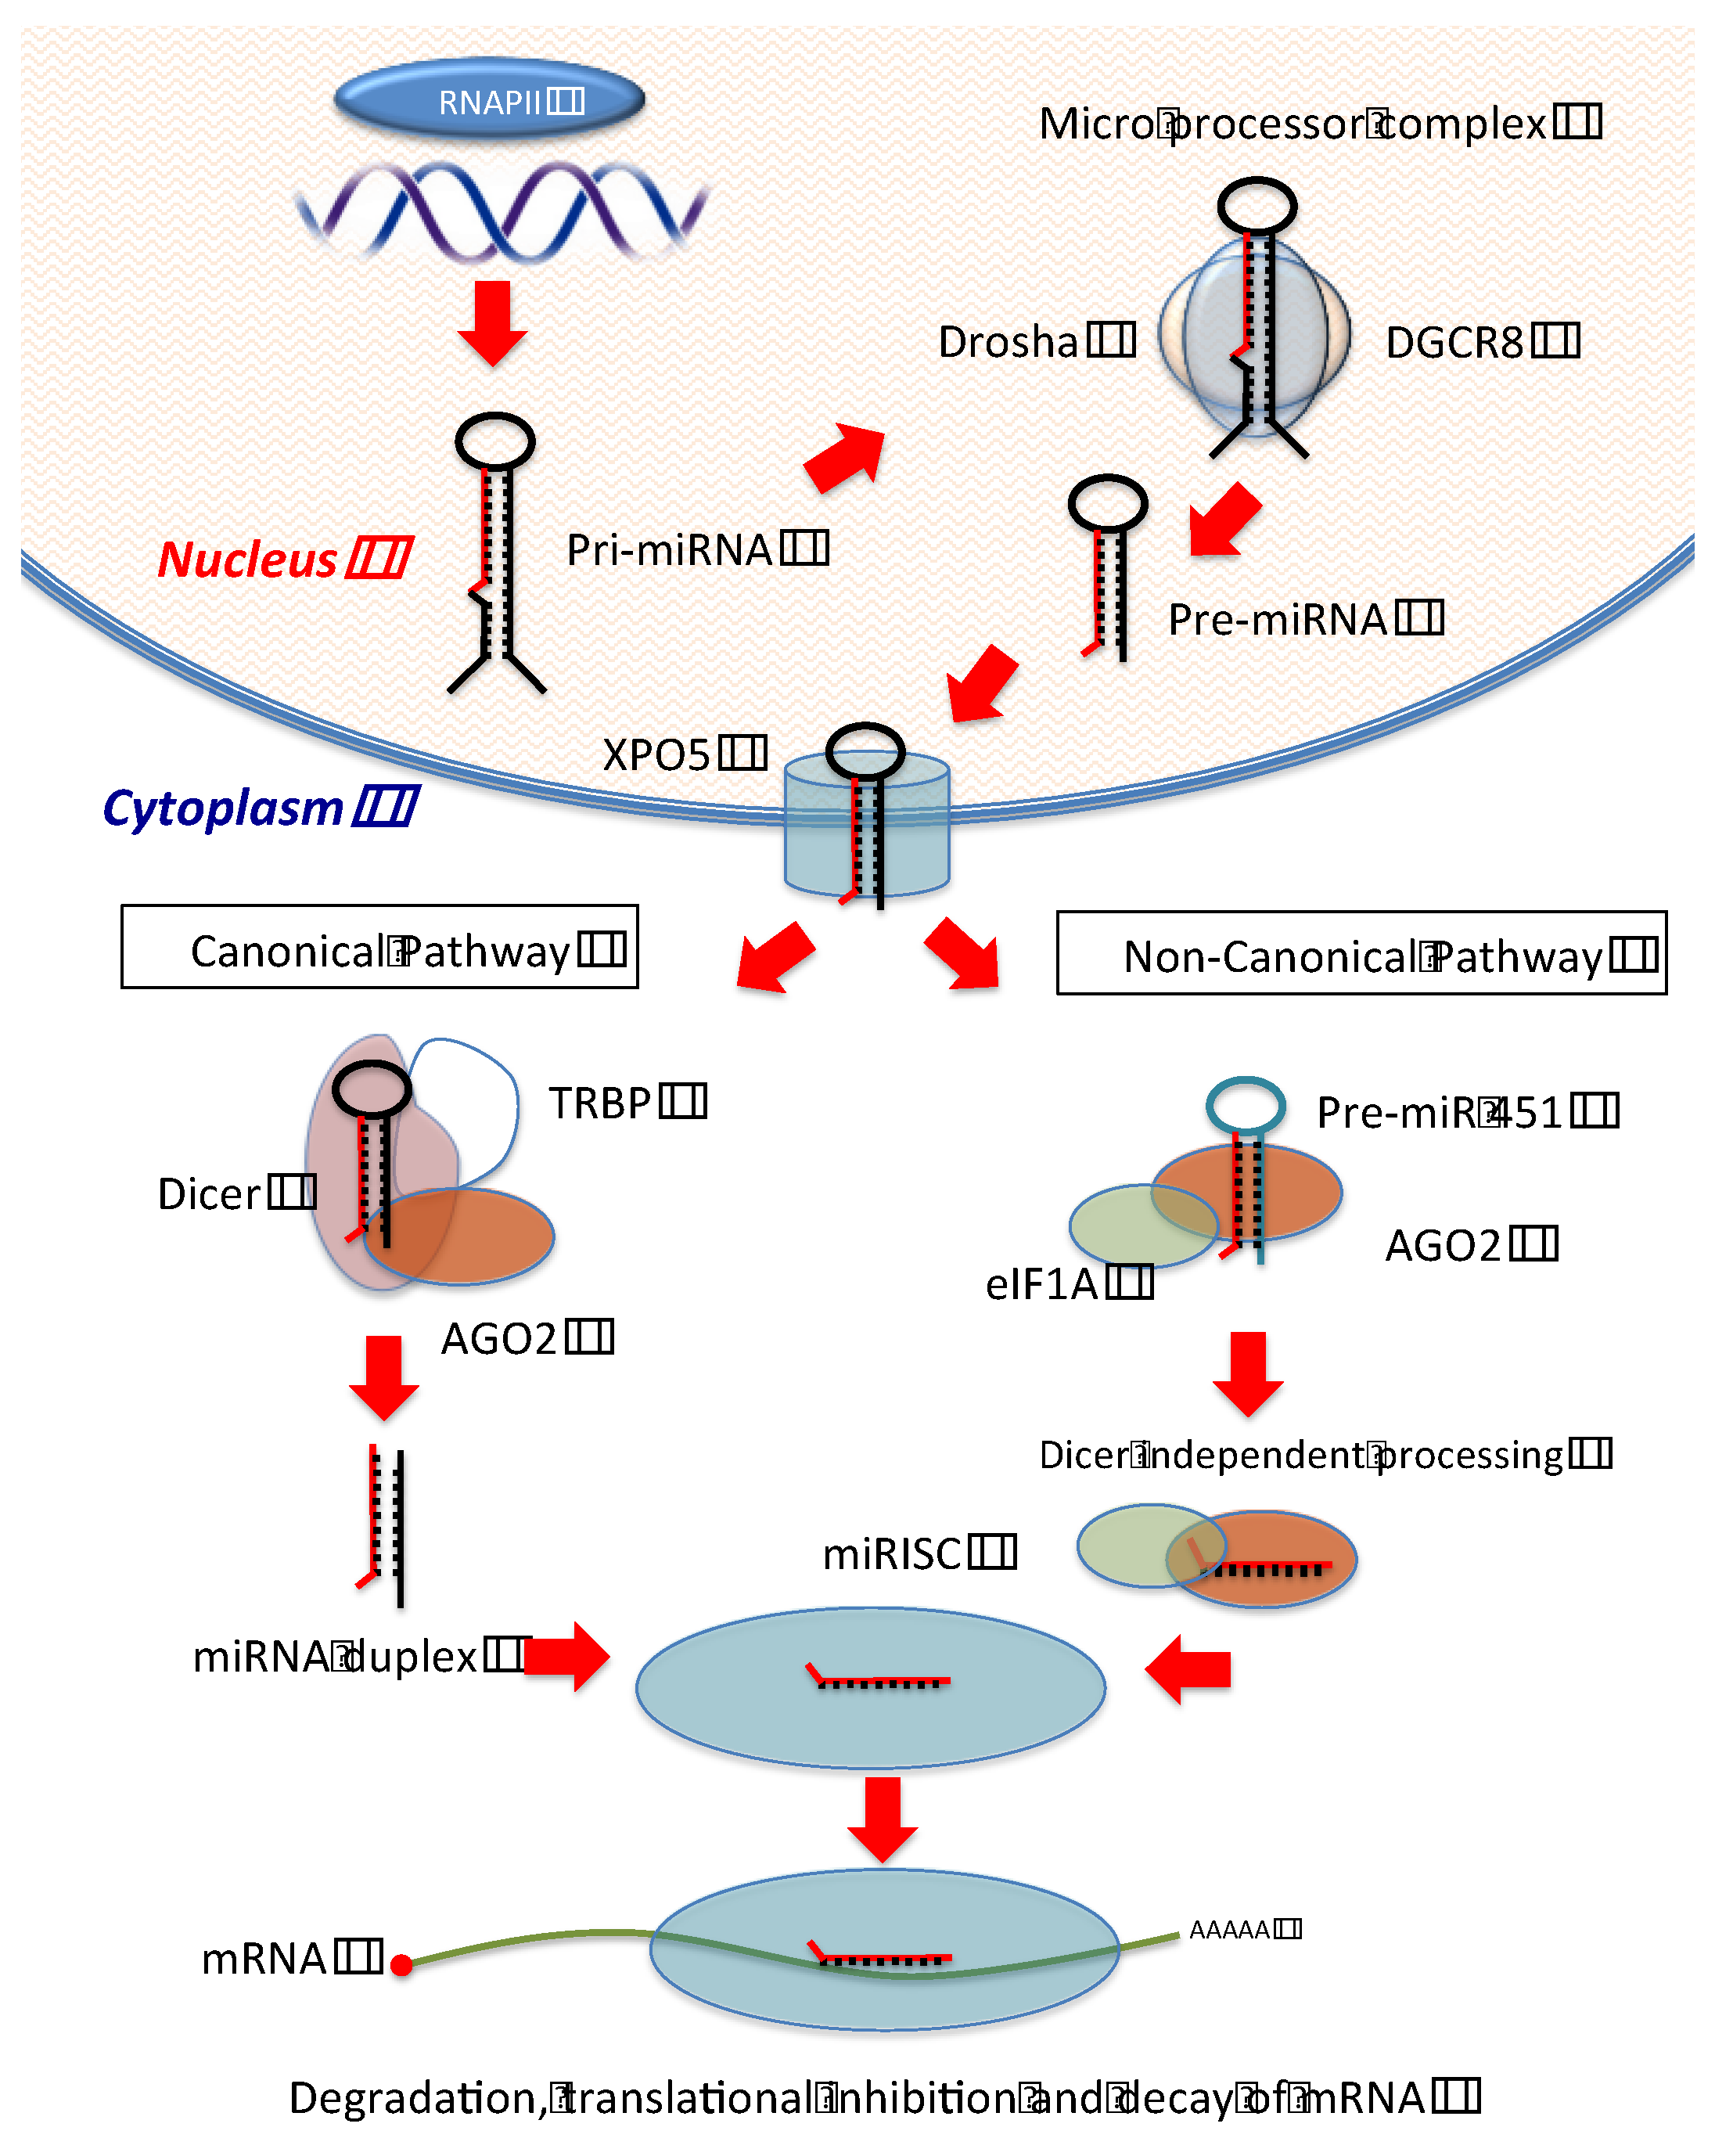 RNAPII
Micro processor complex
Drosha
DGCR8
Pri-miRNA
Nucleus
Pre-miRNA
XPO5
Cytoplasm
Canonical Pathway
Non-Canonical Pathway
TRBP
Pre-miR 451
Dicer
AGO2
eIF1A
AGO2
Dicer independent processing
miRISC
miRNA duplex
AAAAA
mRNA
Degradation, translational inhibition and decay of mRNA